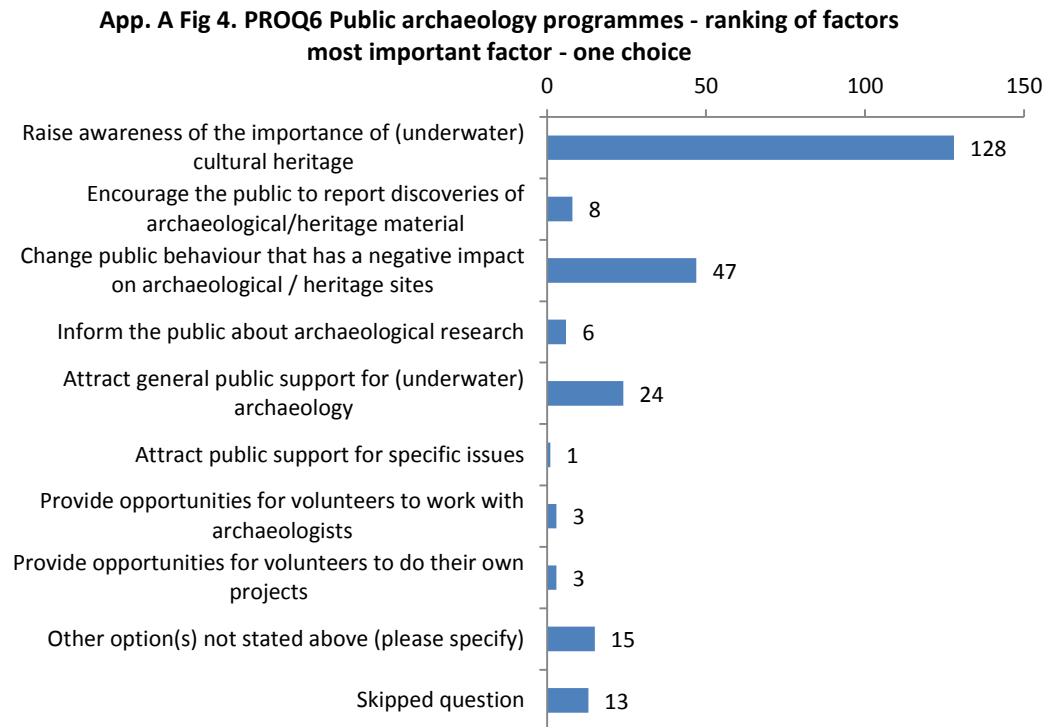 App. A Fig 4. PROQ6 Public archaeology programmes - ranking of factors
most important factor - one choice
0 50 100 150
Raise awareness of the importance of (underwater)
cultural heritage
128
Encourage the public to report discoveries of
archaeological/heritage material
8
Change public behaviour that has a negative impact
on archaeological / heritage sites
47
Inform the public about archaeological research
6
Attract general public support for (underwater)
archaeology
24
Attract public support for specific issues
1
Provide opportunities for volunteers to work with
archaeologists
3
Provide opportunities for volunteers to do their own
projects
3
Other option(s) not stated above (please specify)
15
Skipped question
13